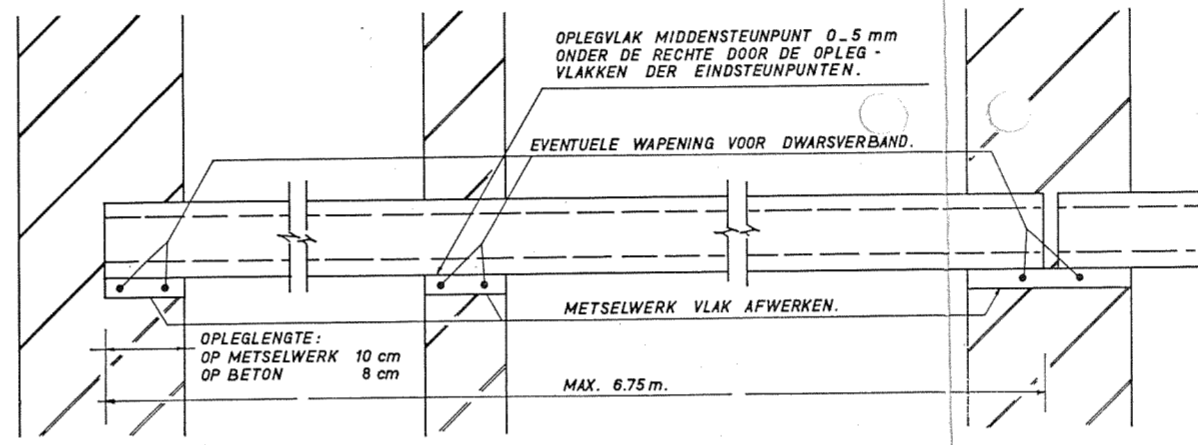 OPLEGVLAK MIDDENSTEUNPUNT 0_5 mm
ONDER DE RECHTE DOOR DE OPLEG -
VLAKKEN DER EINDSTEUNPUNTEN.
EVENTUELE WAPENING VOOR DWARSVERBAND.
METSELWERK VLAK AFWERKEN.
OPLEGLENGTE:
OP METSELWERK 10 cm
OP BETON 8 cm
MAX. 6.75 m.